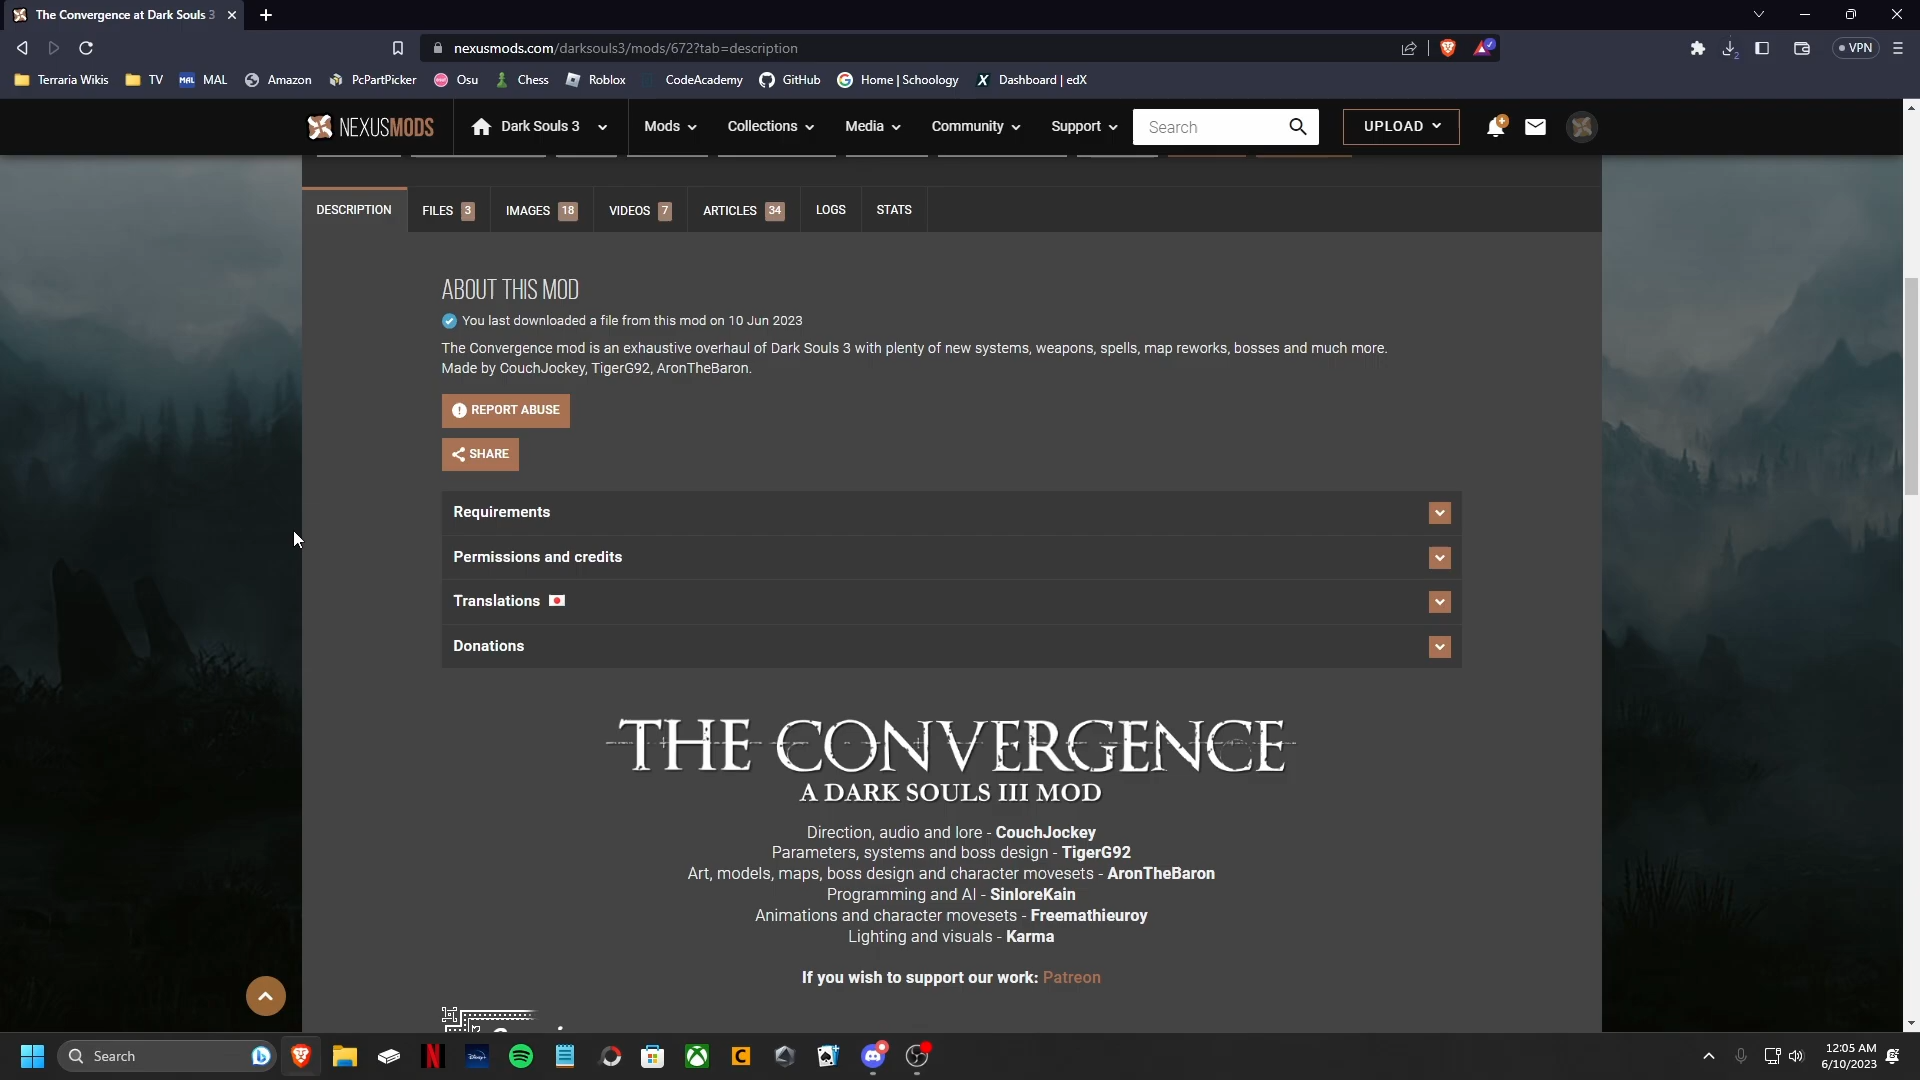 The Convergence at Dark Souls 3
nexusmods.com/darksouls3/mods/672?tab=description
2
VPN
Terraria Wikis
TV
MAL
MAL
Amazon
PcPartPicker
Osu
Chess
Roblox
CodeAcademy
GitHub
Home | Schoology
Dashboard | edX
NEXUSMODS
Dark Souls 3
Mods
Collections
Media
Community
Support
Search
UPLOAD
DESCRIPTION
FILES 3
IMAGES 18
VIDEOS 7
ARTICLES 34
LOGS
STATS
ABOUT THIS MOD
You last downloaded a file from this mod on 10 Jun 2023
The Convergence mod is an exhaustive overhaul of Dark Souls 3 with plenty of new systems, weapons, spells, map reworks, bosses and much more.
Made by CouchJockey, TigerG92, AronTheBaron.
REPORT ABUSE
SHARE
Requirements
Permissions and credits
Translations
Donations
THE CONVERGENCE
A DARK SOULS III MOD
Direction, audio and lore - CouchJockey
Parameters, systems and boss design - TigerG92
Art, models, maps, boss design and character movesets - AronTheBaron
Programming and AI - SinloreKain
Animations and character movesets - Freemathieuroy
Lighting and visuals - Karma
If you wish to support our work: Patreon
Search
12:05 AM
6/10/2023